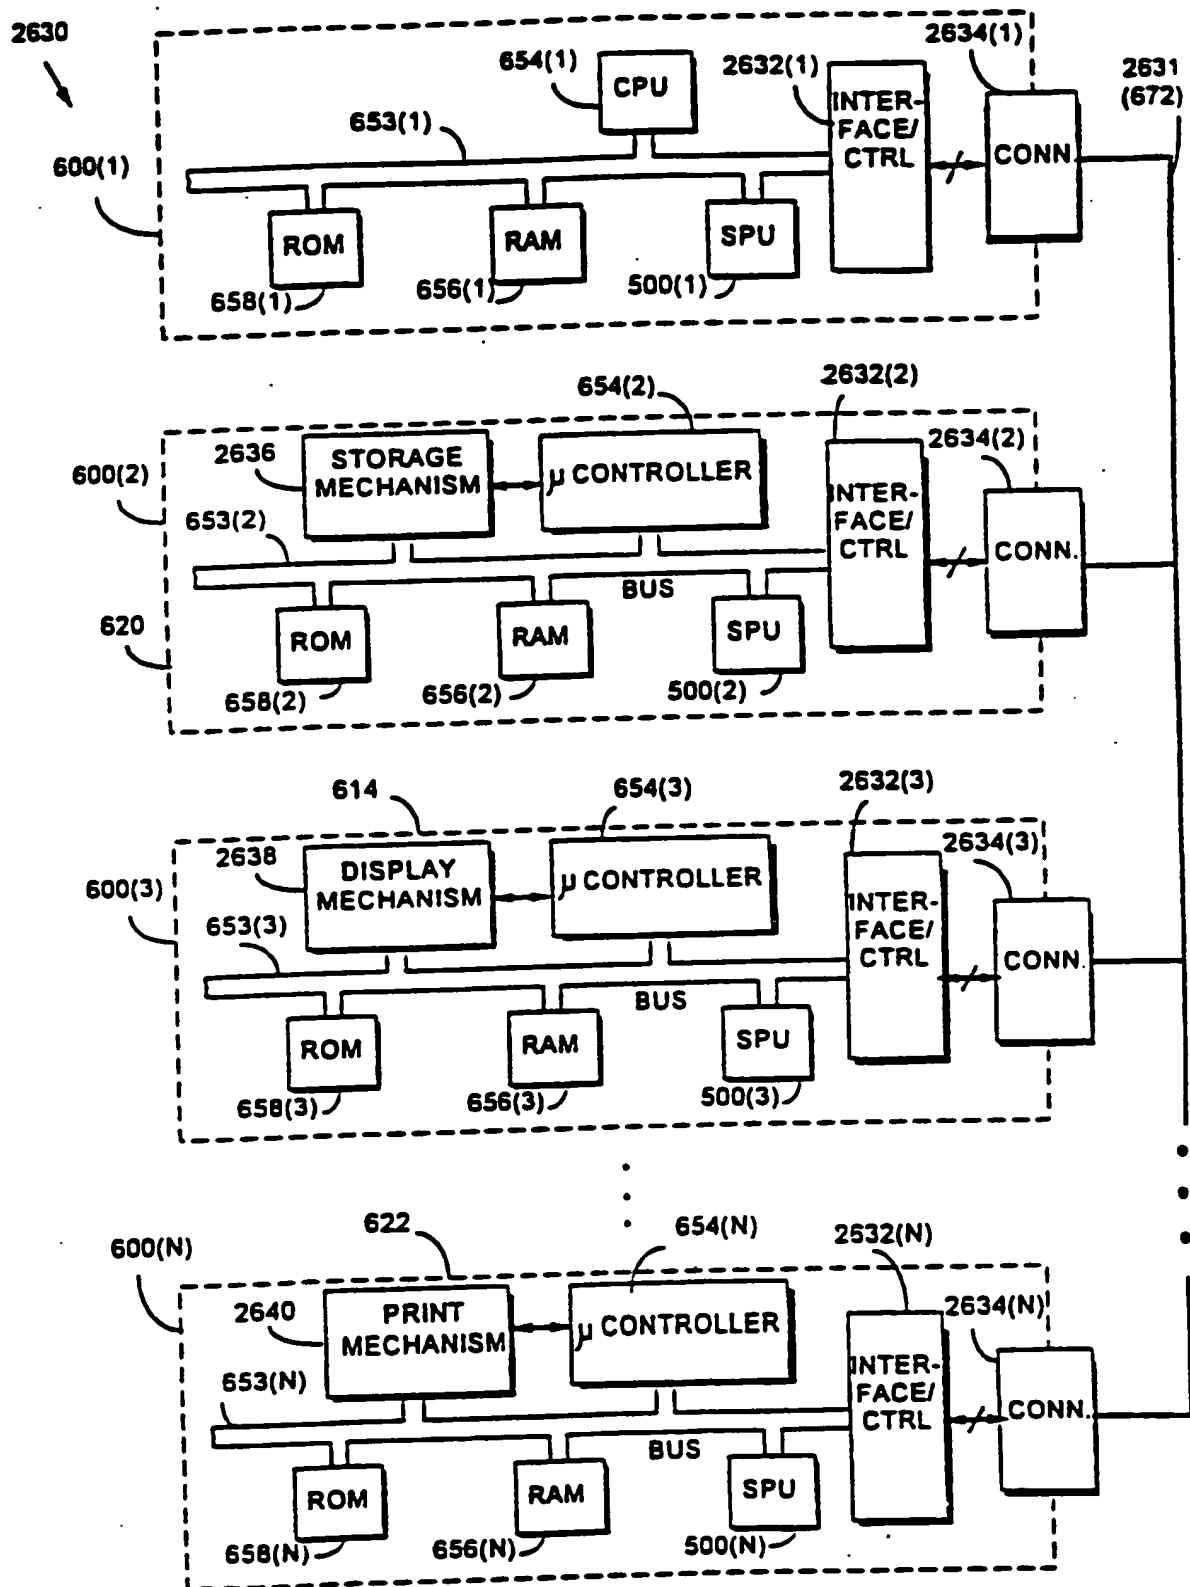 2630
2634(1)
654(1)
CPU
2632(1)
2631
(672)
INTER-
FACE/
CTRL
653(1)
CONN.
600(1)
ROM
RAM
SPU
658(1)
656(1)
500(1)
654(2)
2632(2)
2636
STORAGE
MECHANISM
μ CONTROLLER
2634(2)
600(2)
INTER-
FACE/
CTRL
653(2)
CONN.
BUS
620
ROM
RAM
SPU
658(2)
656(2)
500(2)
614
654(3)
2632(3)
2638
DISPLAY
MECHANISM
μ CONTROLLER
2634(3)
600(3)
INTER-
FACE/
CTRL
653(3)
CONN.
BUS
ROM
RAM
SPU
658(3)
656(3)
500(3)
622
654(N)
2632(N)
600(N)
2640
PRINT
MECHANISM
μ CONTROLLER
2634(N)
INTER-
FACE/
CTRL
653(N)
CONN.
BUS
ROM
RAM
SPU
658(N)
656(N)
500(N)